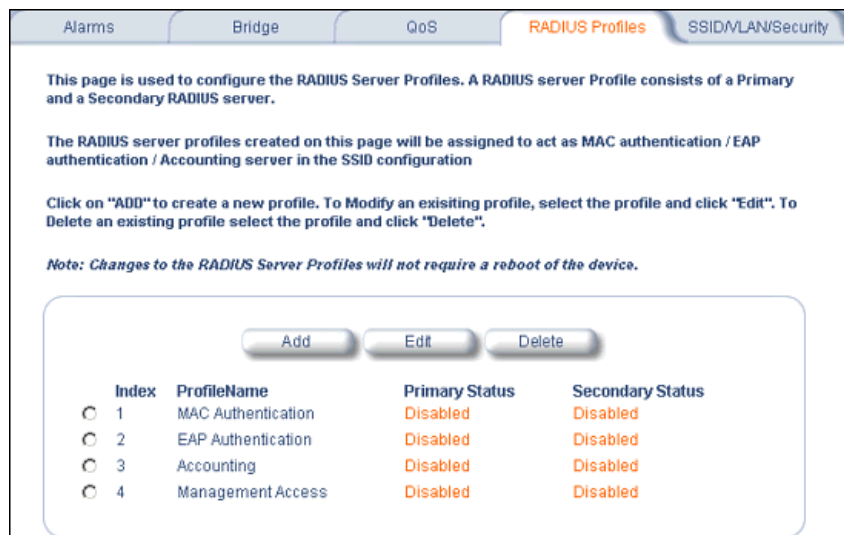 Alarms Bridge QoS RADIUS Profiles SSID/VLAN/Security
This page is used to configure the RADIUS Server Profiles. A RADIUS server Profile consists of a Primary
and a Secondary RADIUS server.
The RADIUS server profiles created on this page will be assigned to act as MAC authentication / EAP
authentication / Accounting server in the SSID configuration
Click on "ADD" to create a new profile. To Modify an exisiting profile, select the profile and click "Edit". To
Delete an existing profile select the profile and click "Delete".
Note: Changes to the RADIUS Server Profiles will not require a reboot of the device.
Add Edit Delete
Index ProfileName Primary Status Secondary Status
1 MAC Authentication Disabled Disabled
2 EAP Authentication Disabled Disabled
3 Accounting Disabled Disabled
4 Management Access Disabled Disabled